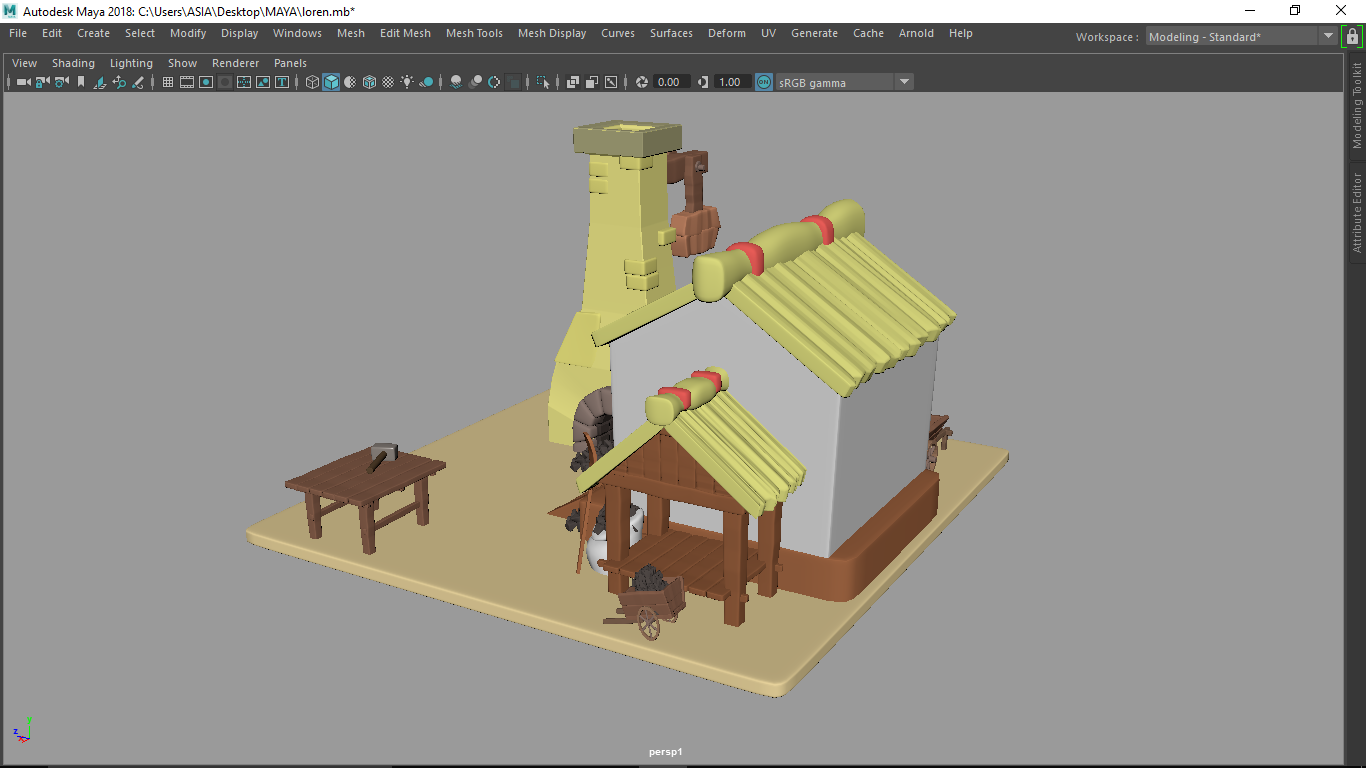 Autodesk Maya 2018: C:\Users\ASIA\Desktop\MAYA\loren.mb*
File Edit Create Select Modify Display Windows Mesh Edit Mesh Mesh Tools Mesh Display Curves Surfaces Deform UV Generate Cache Arnold Help
Workspace : Modeling - Standard*
View Shading Lighting Show Renderer Panels
0.00 1.00 ON sRGB gamma
Modeling Toolkit
Attribute Editor
y
z
persp1